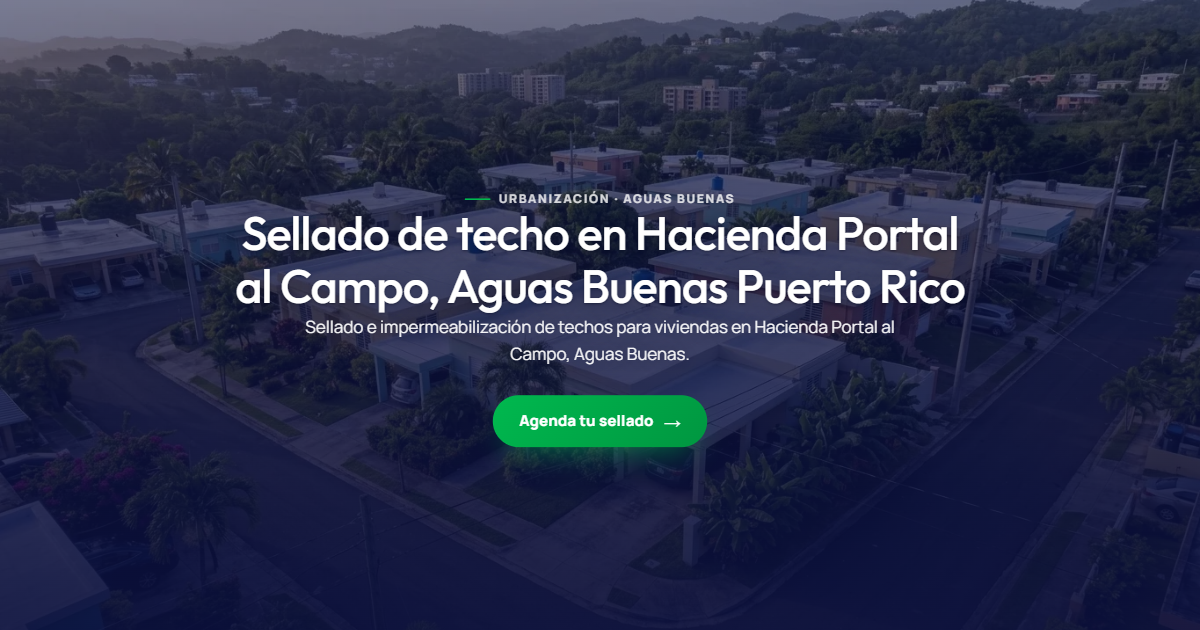 URBANIZACIÓN · AGUAS BUENAS
Sellado de techo en Hacienda Portal
al Campo, Aguas Buenas Puerto Rico
Sellado e impermeabilización de techos para viviendas en Hacienda Portal al
Campo, Aguas Buenas.
Agenda tu sellado →